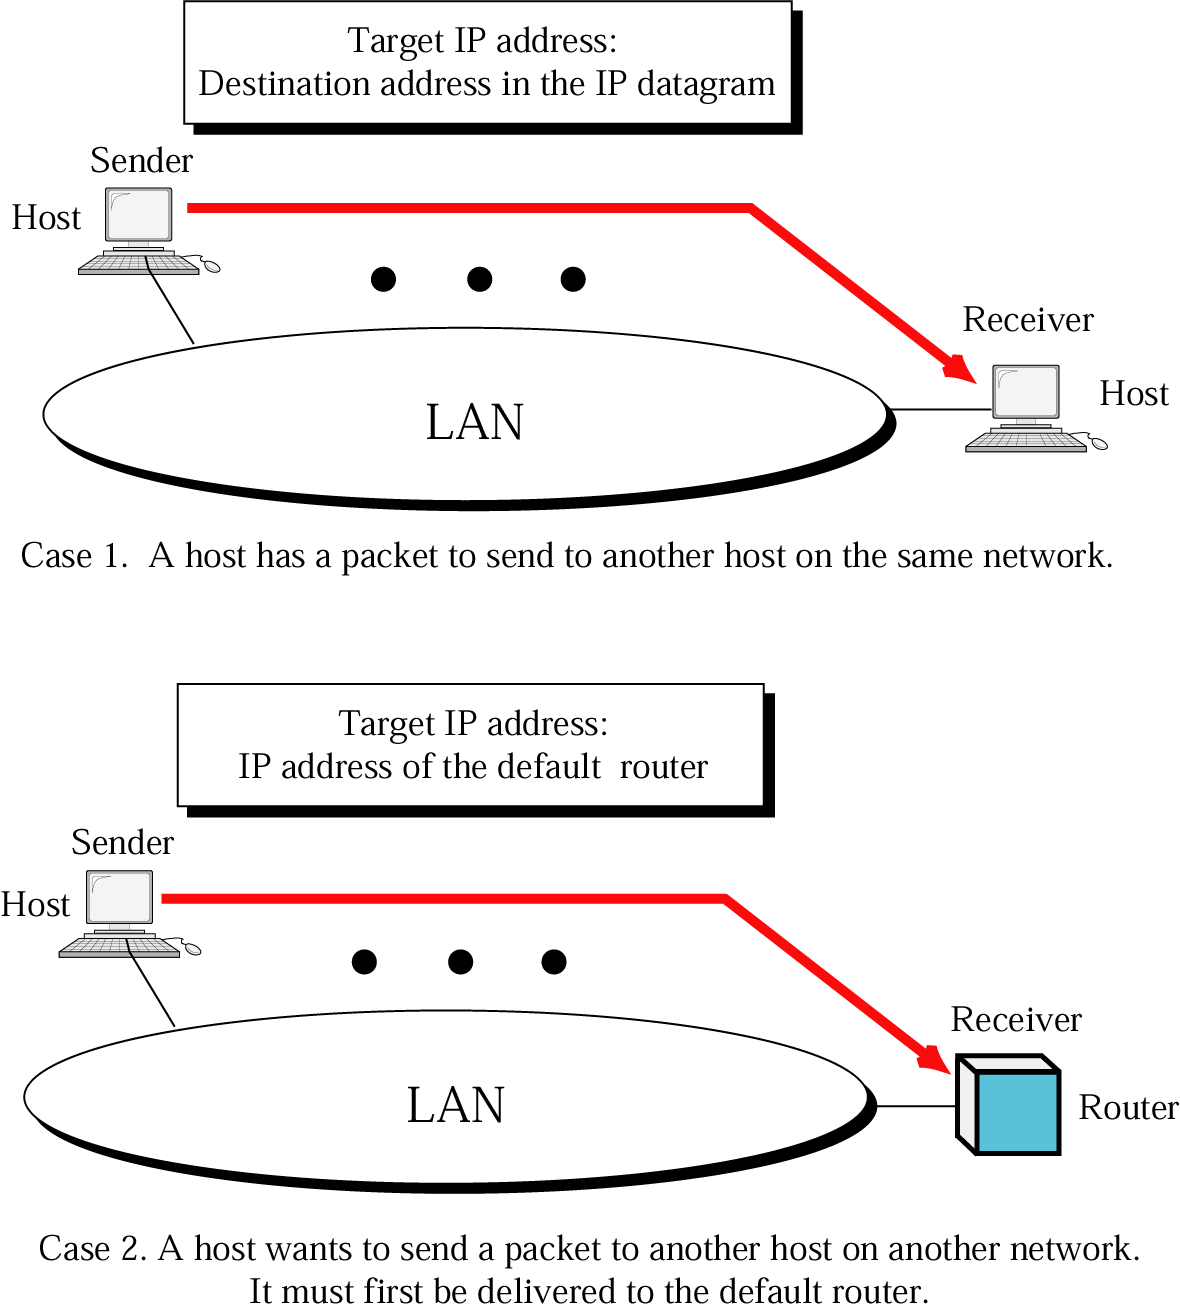 Target IP address:
Destination address in the IP datagram
Sender
Host
Receiver
Host
LAN
Case 1. A host has a packet to send to another host on the same network.
Target IP address:
IP address of the default router
Sender
Host
Receiver
Router
LAN
Case 2. A host wants to send a packet to another host on another network.
It must first be delivered to the default router.